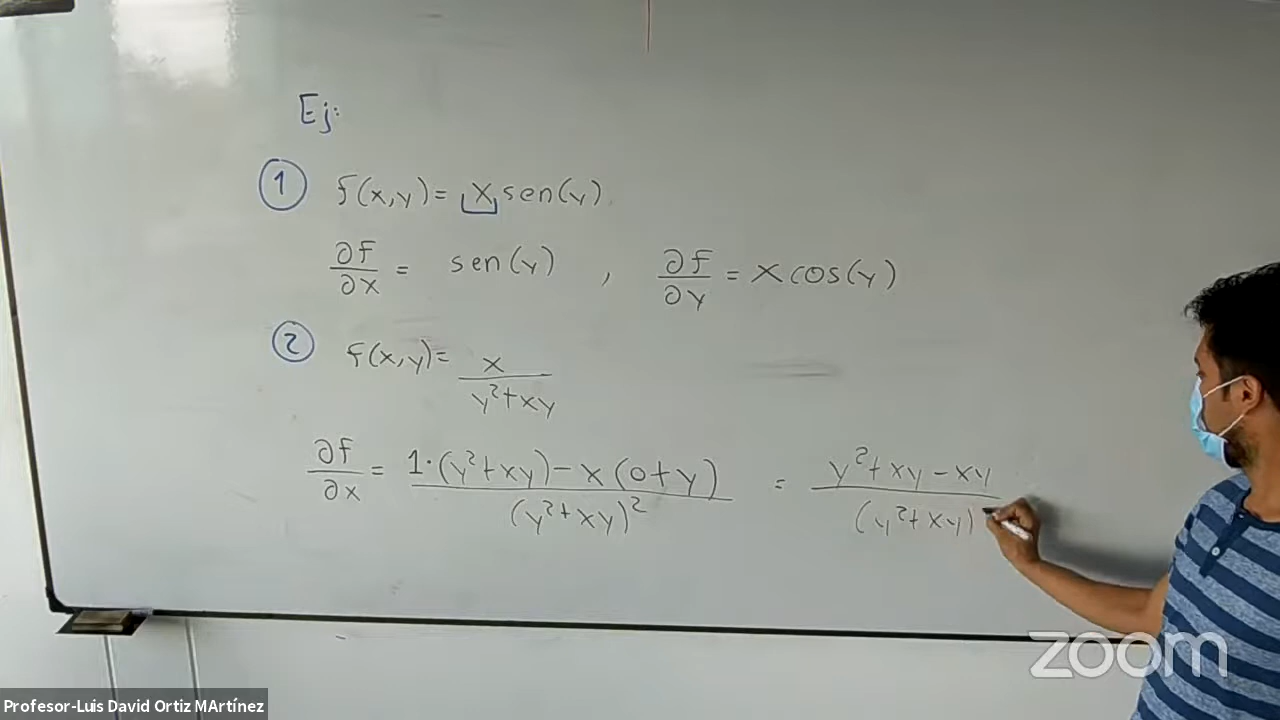 Ej:
① f(x,y)= x sen(y)
∂f/∂x = sen(y) , ∂f/∂y = x cos(y)
② f(x,y)= x/(y²+xy)
∂f/∂x = 1·(y²+xy)-x(0+y)/(y²+xy)² = y²+xy-xy/(y²+xy)
zoom
Profesor-Luis David Ortiz MArtínez